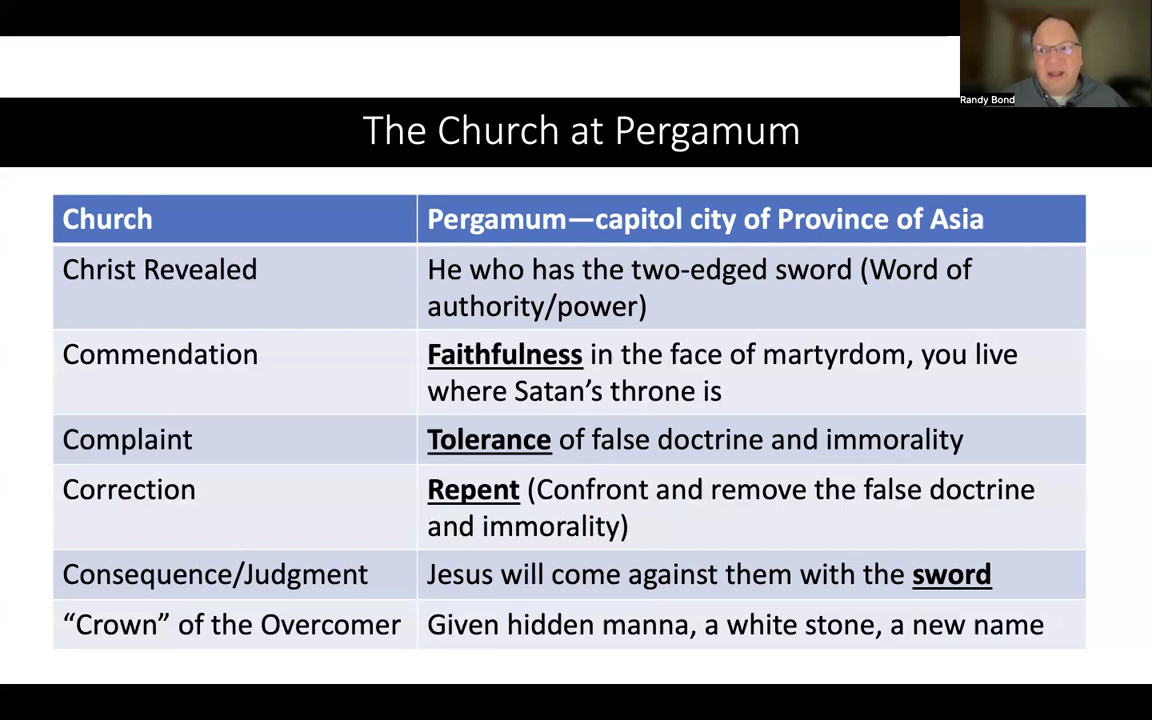 Randy Bond
The Church at Pergamum
Church
Pergamum—capitol city of Province of Asia
Christ Revealed
He who has the two-edged sword (Word of
authority/power)
Commendation
Faithfulness in the face of martyrdom, you live
where Satan’s throne is
Complaint
Tolerance of false doctrine and immorality
Correction
Repent (Confront and remove the false doctrine
and immorality)
Consequence/Judgment
Jesus will come against them with the sword
“Crown” of the Overcomer
Given hidden manna, a white stone, a new name